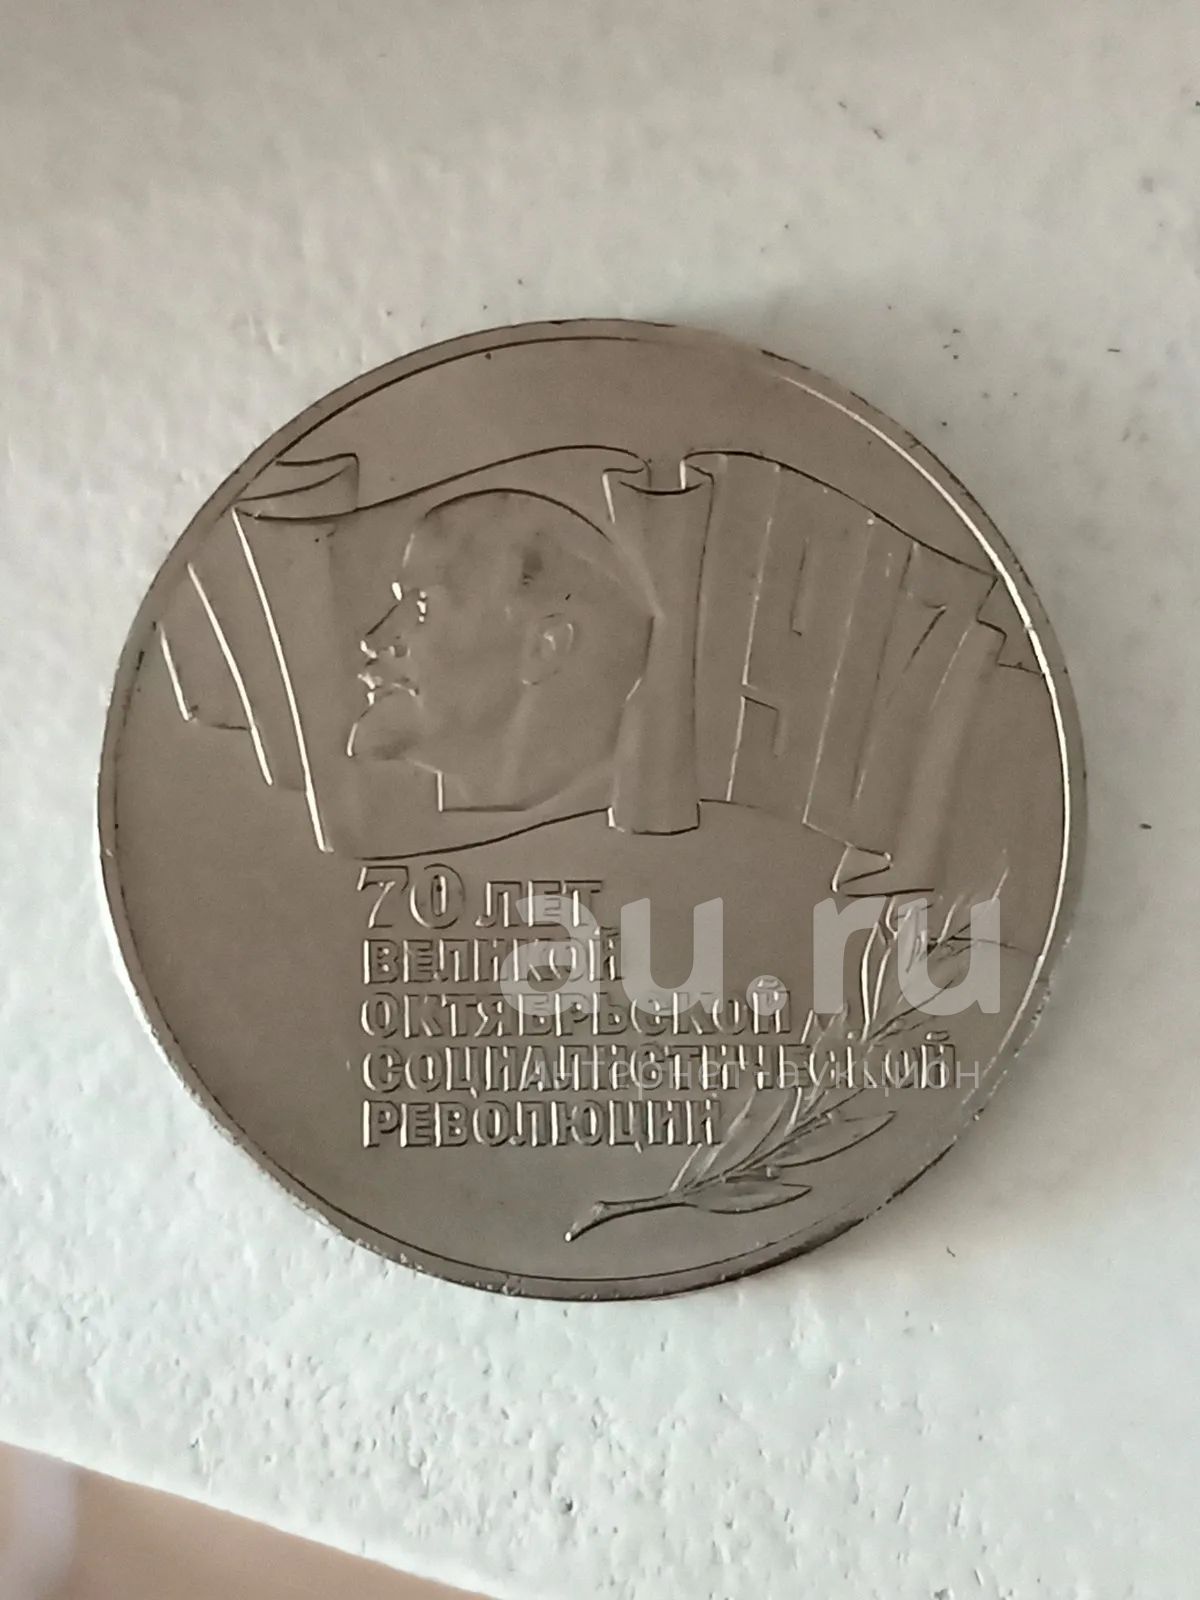 1917
70 ЛЕТ
ВЕЛИКОЙ
ОКТЯБРЬСКОЙ
СОЦИАЛИСТИЧЕСКОЙ
РЕВОЛЮЦИИ
au.ru
интернет аукцион